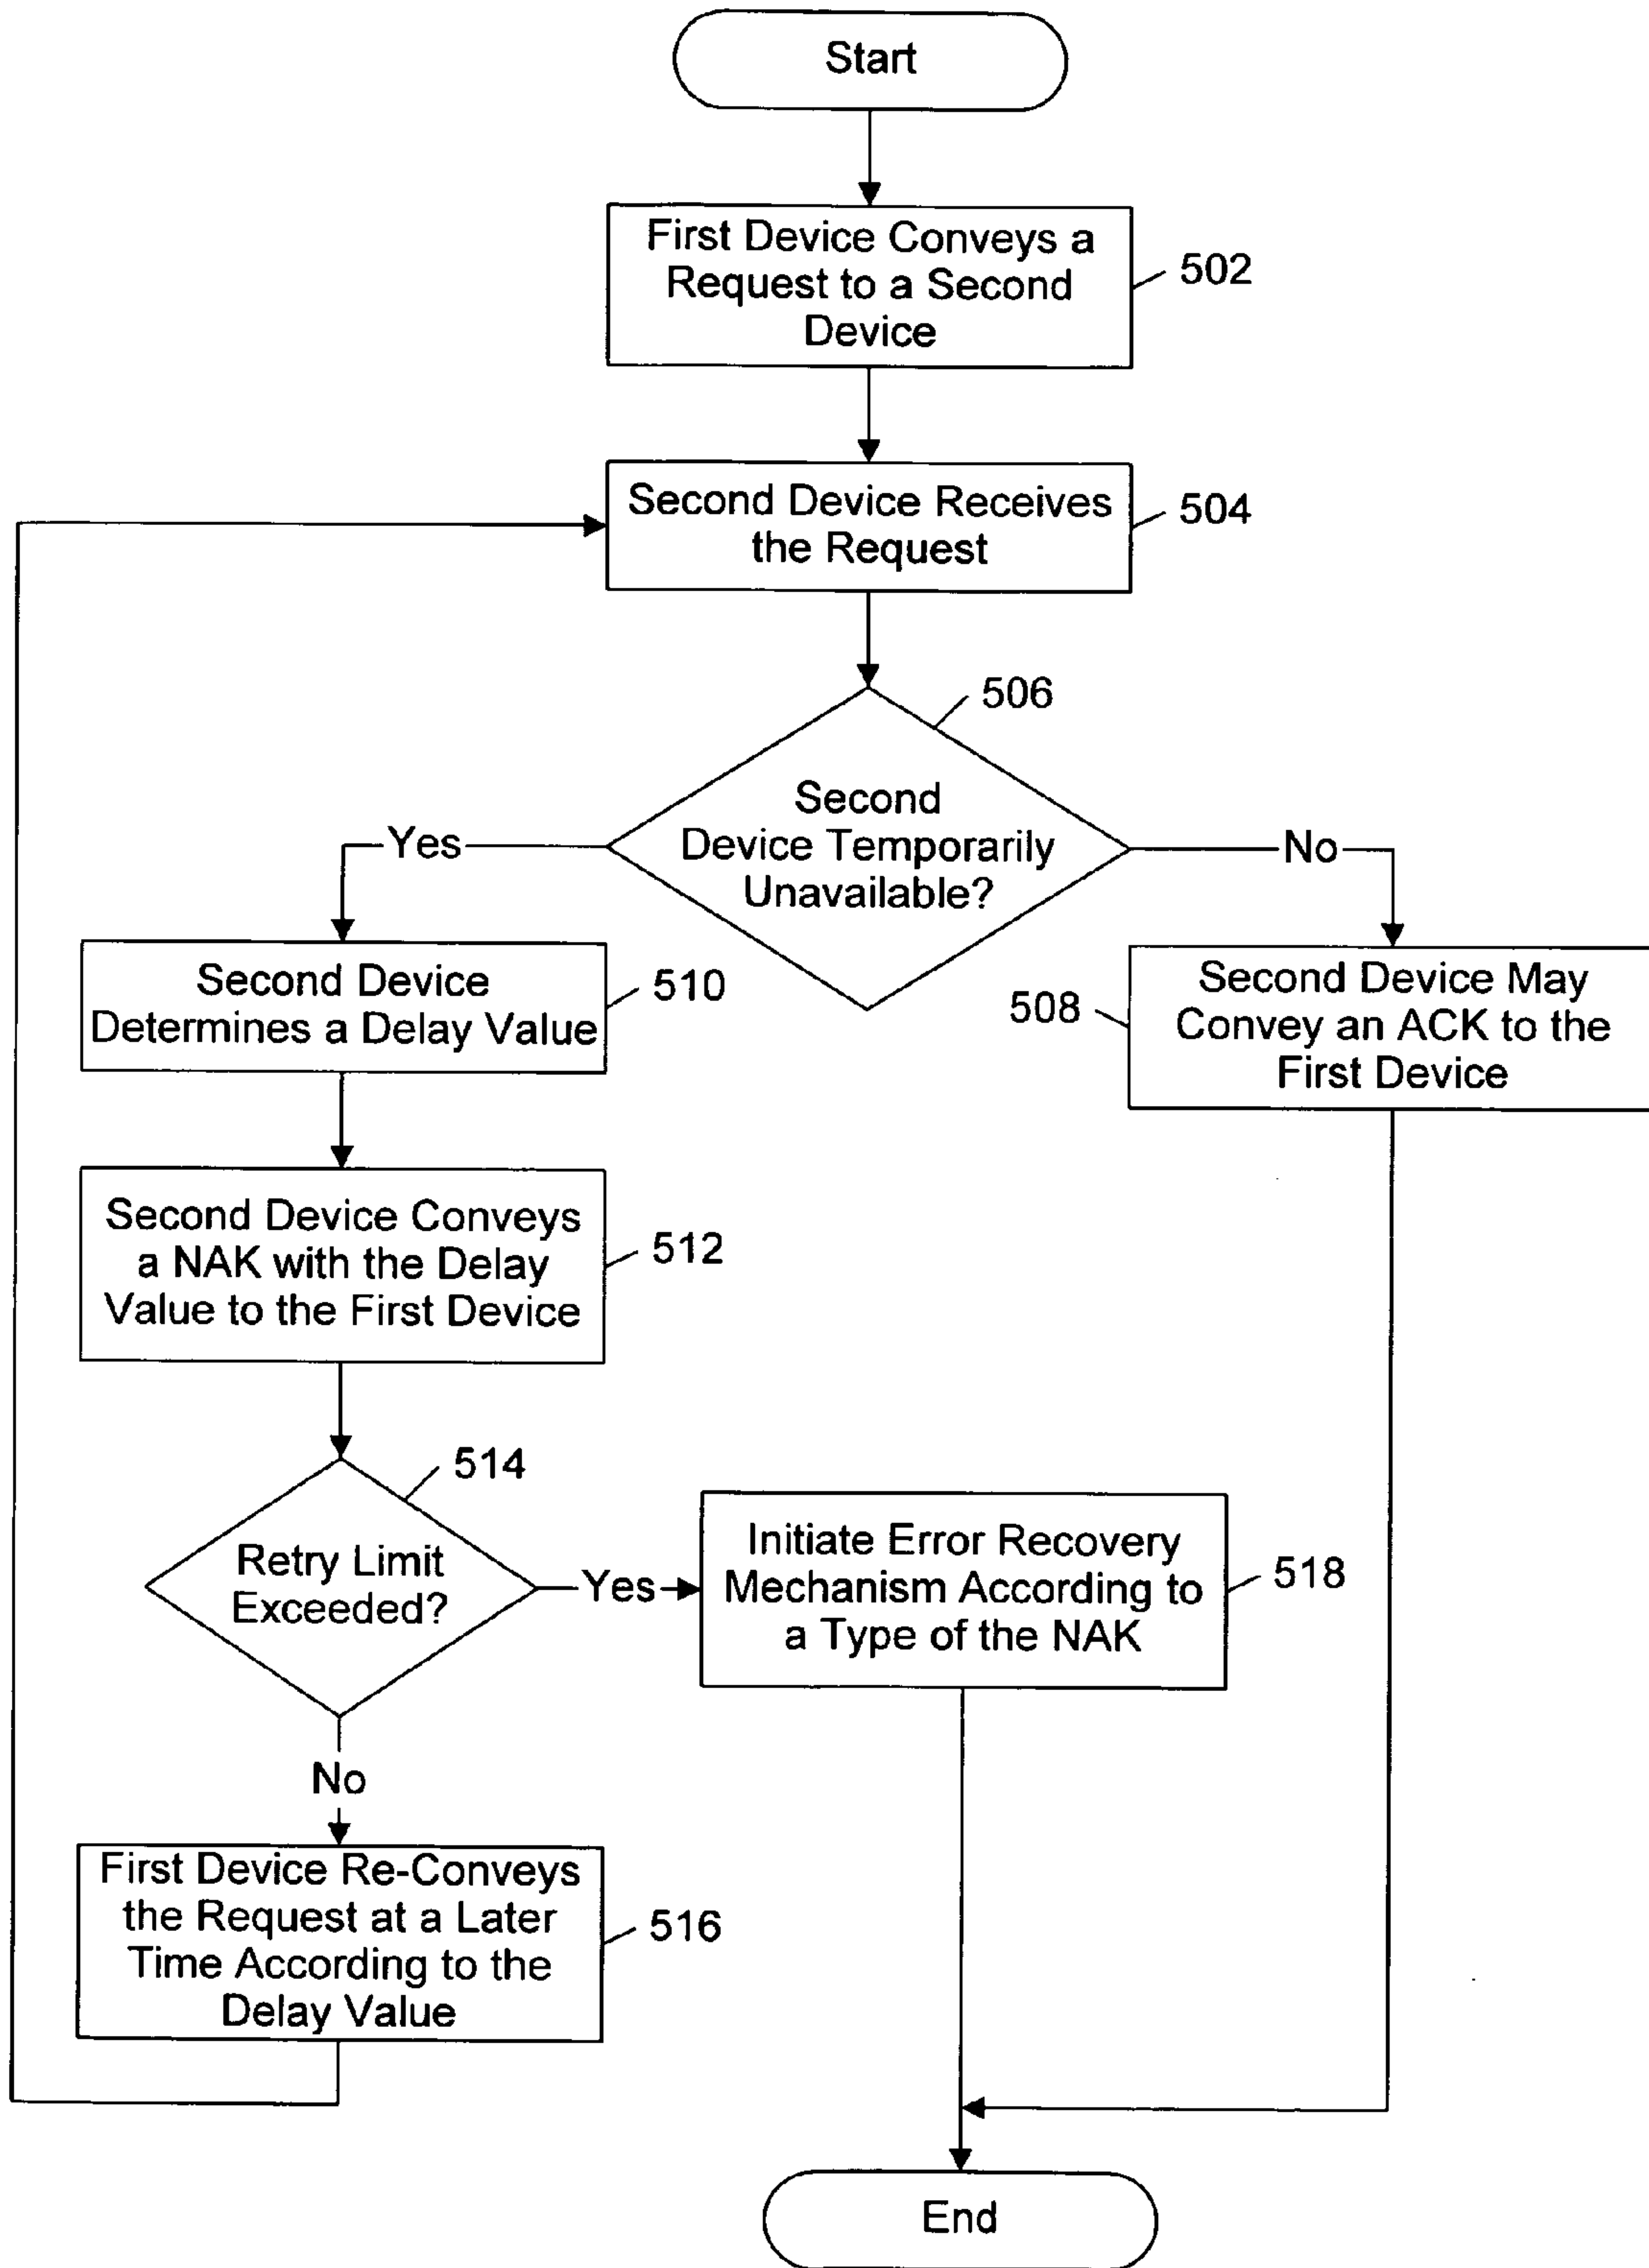 Start
First Device Conveys a
Request to a Second
Device
502
Second Device Receives
the Request
504
506
Second
Device Temporarily
Unavailable?
Yes
No
Second Device
Determines a Delay Value
510
508
Second Device May
Convey an ACK to the
First Device
Second Device Conveys
a NAK with the Delay
Value to the First Device
512
514
Retry Limit
Exceeded?
Yes
Initiate Error Recovery
Mechanism According to
a Type of the NAK
518
No
First Device Re-Conveys
the Request at a Later
Time According to the
Delay Value
516
End